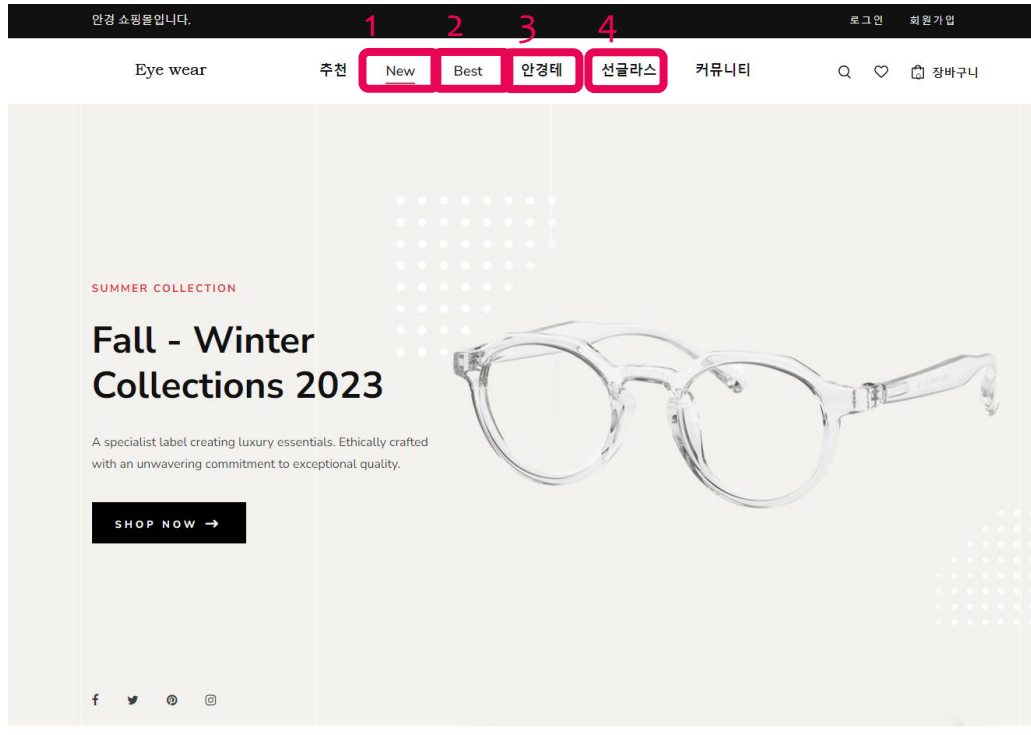 안경 쇼핑몰입니다. 로그인 회원가입
1 2 3 4
Eye wear 추천 New Best 안경테 선글라스 커뮤니티 장바구니
SUMMER COLLECTION
Fall - Winter
Collections 2023
A specialist label creating luxury essentials. Ethically crafted
with an unwavering commitment to exceptional quality.
SHOP NOW →